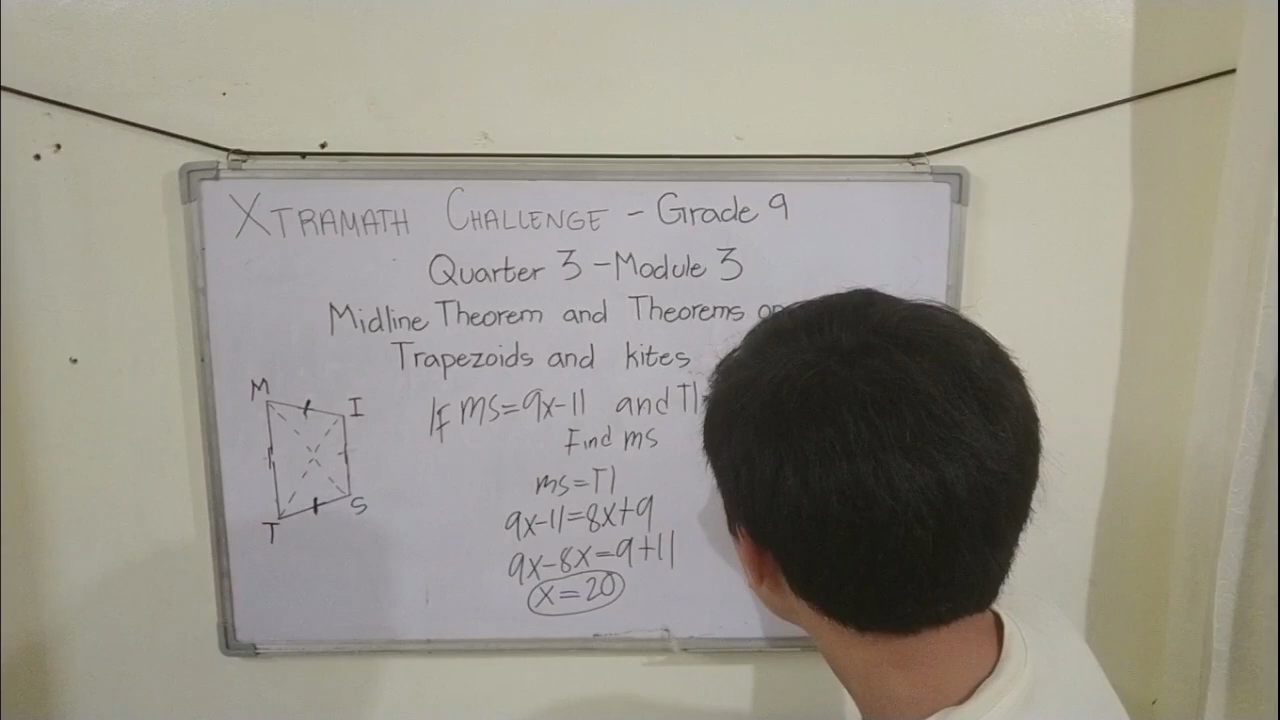 XTRAMATH CHALLENGE - Grade 9
Quarter 3 - Module 3
Midline Theorem and Theorems on
Trapezoids and kites
M
I
T
S
If ms=9x-11 and TI
Find ms
ms=TI
9x-11=8x+9
9x-8x=9+11
x=20